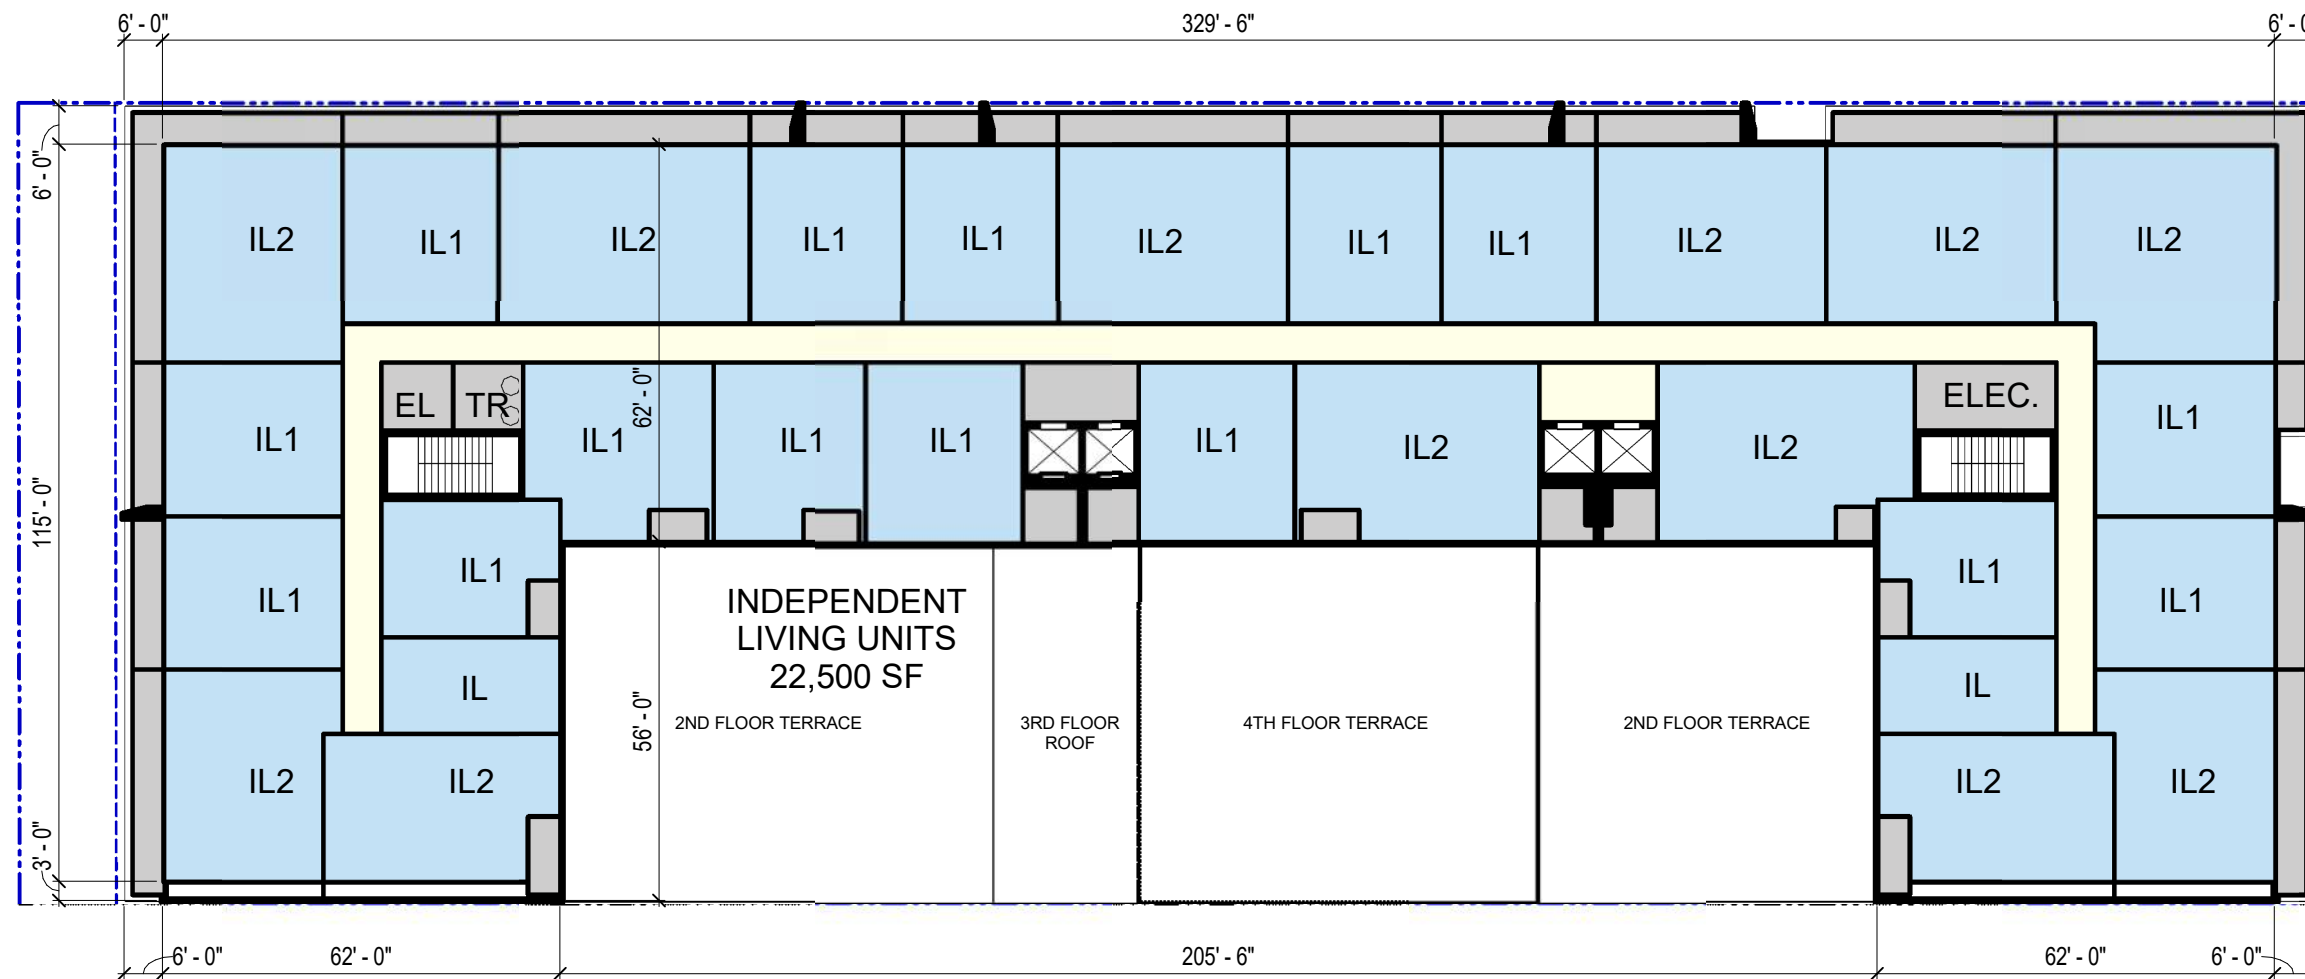 6' - 0"
329' - 6"
6' - 0
6' - 0"
IL2
IL1
IL2
IL1
IL1
IL2
IL1
IL1
IL2
IL2
IL2
62' - 0"
EL
TR
ELEC.
IL1
IL1
IL1
IL1
IL1
IL2
IL2
IL1
115' - 0"
IL1
IL1
IL1
IL1
IL1
INDEPENDENT
LIVING UNITS
22,500 SF
IL
IL
56' - 0"
2ND FLOOR TERRACE
3RD FLOOR
ROOF
4TH FLOOR TERRACE
2ND FLOOR TERRACE
IL2
IL2
IL2
IL2
3' - 0"
6' - 0"
62' - 0"
205' - 6"
62' - 0"
6' - 0"